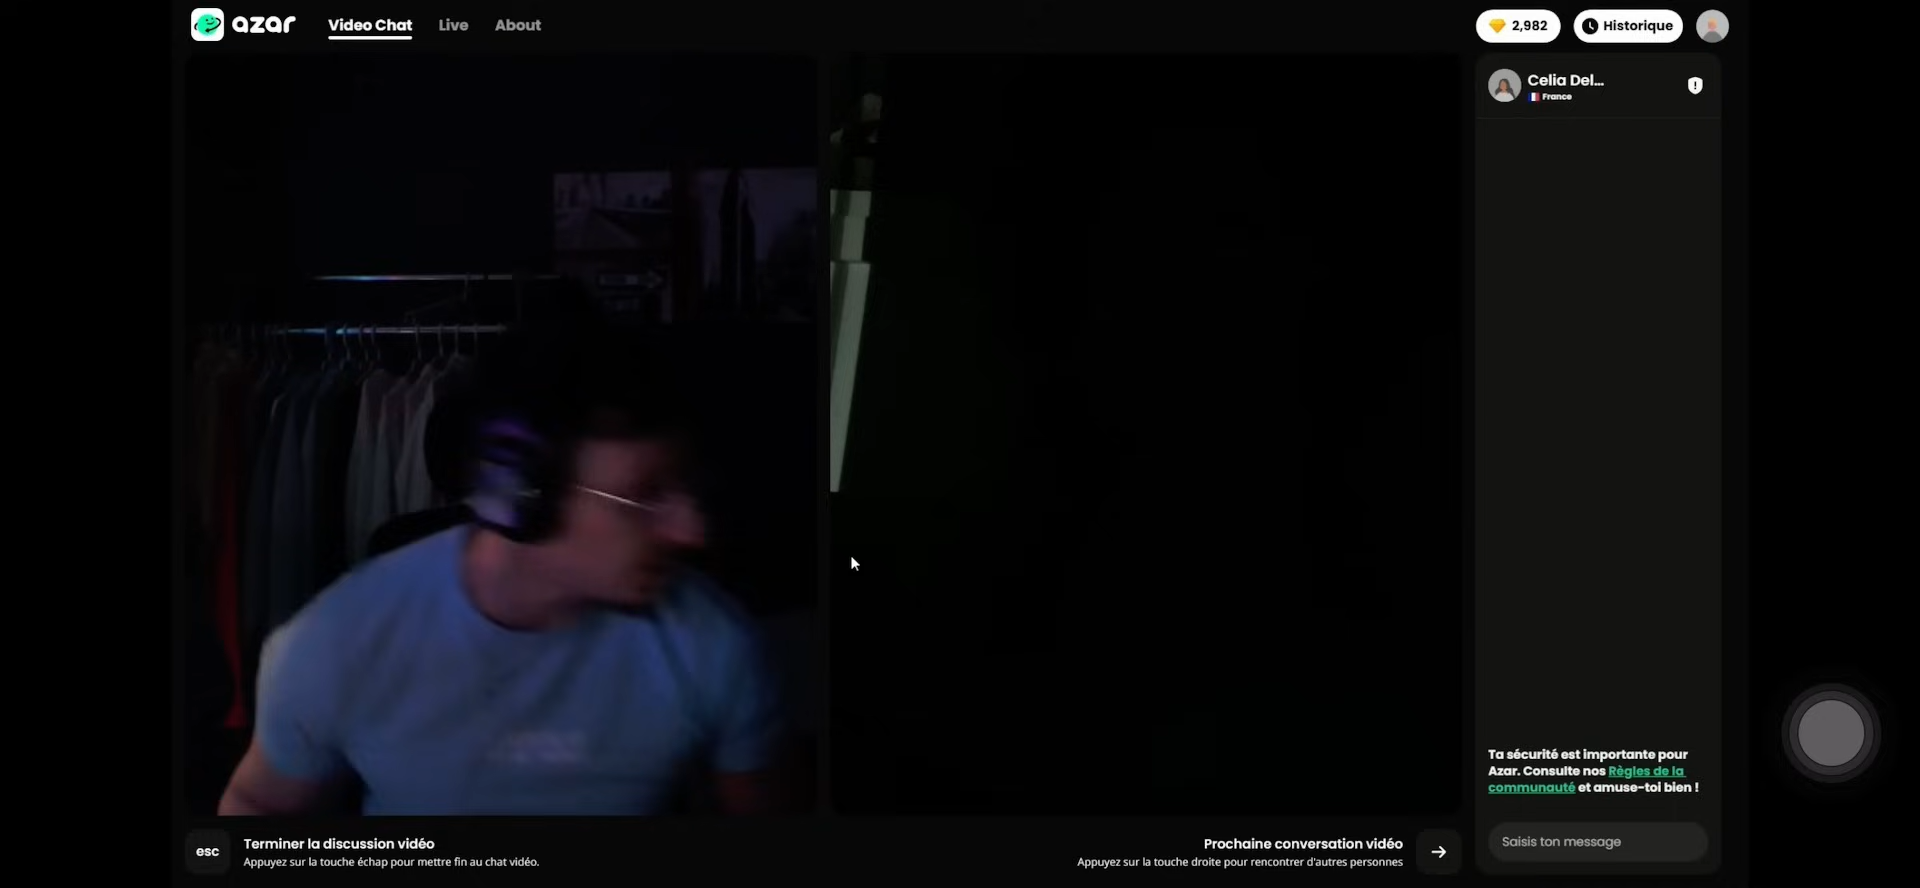 azar
Video Chat
Live
About
2,982
Historique
Celia Del...
France
Ta sécurité est importante pour
Azar. Consulte nos Règles de la
communauté et amuse-toi bien !
Saisis ton message
esc
Terminer la discussion vidéo
Appuyez sur la touche échap pour mettre fin au chat vidéo.
Prochaine conversation vidéo
Appuyez sur la touche droite pour rencontrer d'autres personnes